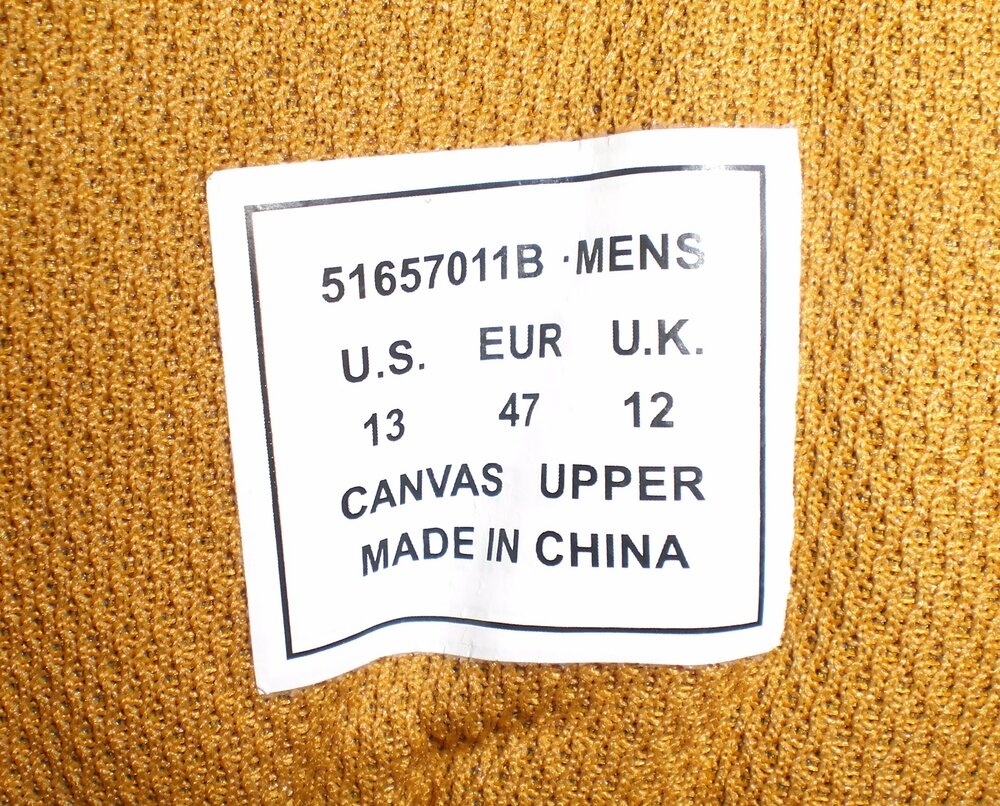 51657011B ·MENS
U.S. EUR U.K.
13 47 12
CANVAS UPPER
MADE IN CHINA